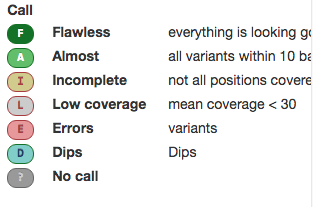 Call
F Flawless everything is looking
A Almost all variants within 10
I Incomplete not all positions
L Low coverage mean coverage < 30
E Errors variants
D Dips Dips
? No call